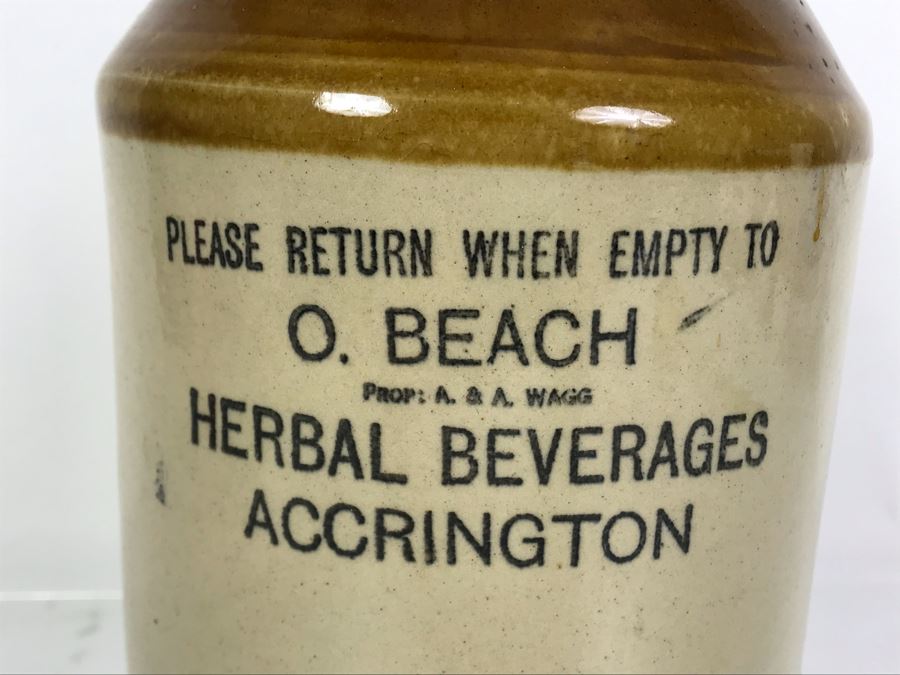 PLEASE RETURN WHEN EMPTY TO
O. BEACH
PROP: A. & A. WAGG
HERBAL BEVERAGES
ACCRINGTON